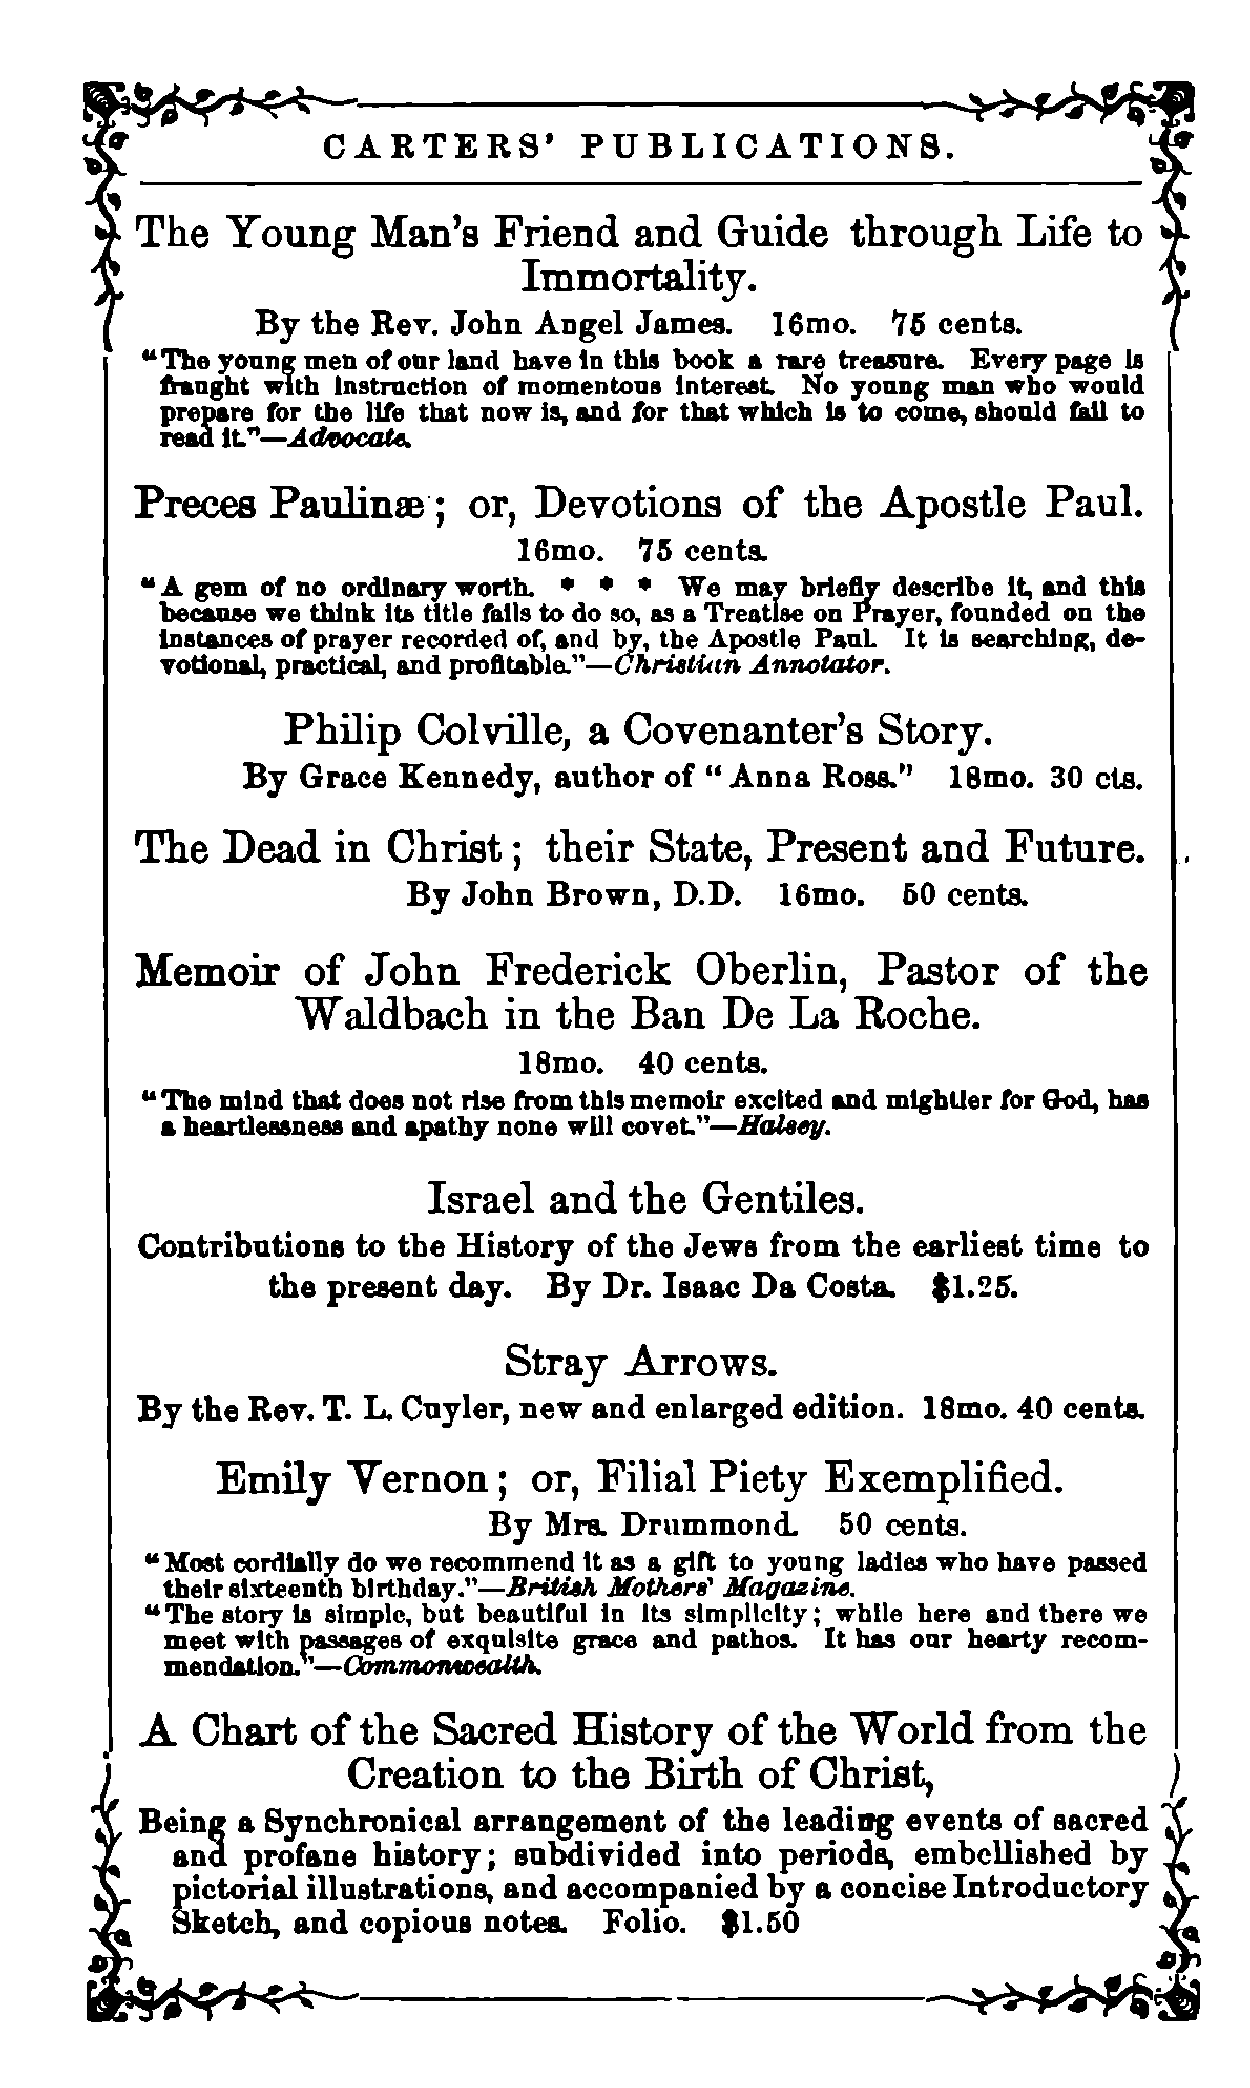 CARTERS' PUBLICATIONS.
The Young Man's Friend and Guide through Life to
Immortality.
By the Rev. John Angel James. 16mo. 75 cents.
"The young men of our land have in this book a rare treasure. Every page is
fraught with instruction of momentous interest. No young man who would
prepare for the life that now is, and for that which is to come, should fail to
read it."—Advocate.
Preces Paulinæ; or, Devotions of the Apostle Paul.
16mo. 75 cents.
"A gem of no ordinary worth. * * * We may briefly describe it, and this
because we think its title fails to do so, as a Treatise on Prayer, founded on the
instances of prayer recorded of, and by, the Apostle Paul. It is searching, de-
votional, practical, and profitable."—Christian Annotator.
Philip Colville, a Covenanter's Story.
By Grace Kennedy, author of "Anna Ross." 18mo. 30 cts.
The Dead in Christ; their State, Present and Future.
By John Brown, D.D. 16mo. 50 cents.
Memoir of John Frederick Oberlin, Pastor of the
Waldbach in the Ban De La Roche.
18mo. 40 cents.
"The mind that does not rise from this memoir excited and mightier for God, has
a heartlessness and apathy none will covet."—Halsey.
Israel and the Gentiles.
Contributions to the History of the Jews from the earliest time to
the present day. By Dr. Isaac Da Costa. $1.25.
Stray Arrows.
By the Rev. T. L. Cuyler, new and enlarged edition. 18mo. 40 cents.
Emily Vernon; or, Filial Piety Exemplified.
By Mrs. Drummond. 50 cents.
"Most cordially do we recommend it as a gift to young ladies who have passed
their sixteenth birthday."—British Mothers' Magazine.
"The story is simple, but beautiful in its simplicity; while here and there we
meet with passages of exquisite grace and pathos. It has our hearty recom-
mendation."—Commonwealth.
A Chart of the Sacred History of the World from the
Creation to the Birth of Christ,
Being a Synchronical arrangement of the leading events of sacred
and profane history; subdivided into periods, embellished by
pictorial illustrations, and accompanied by a concise Introductory
Sketch, and copious notes. Folio. $1.50